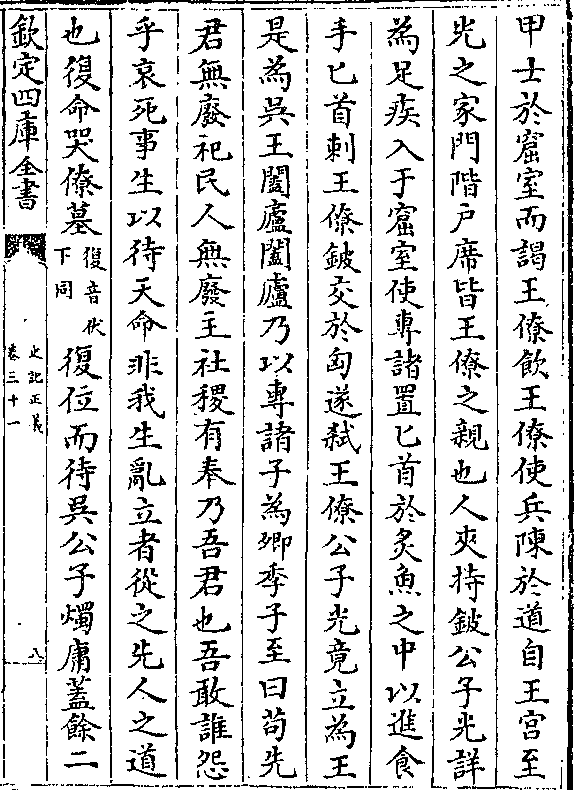 甲士於窟室而謁王僚飲王僚使兵陳於道自王宮至
光之家門階戶席皆王僚之親也人夾持鈹公子光詳
為足疾入于窟室使專諸置匕首於炙魚之中以進食
手匕首刺王僚鈹交於匈遂弑王僚公子光竟立為王
是為吳王闔廬闔廬乃以專諸子為卿季子至曰苟先
君無廢祀民人無廢主社稷有奉乃吾君也吾敢誰怨
乎哀死事生以待天命非我生亂立者從之先人之道
也復命哭僚墓復音伏下同復位而待吳公子燭庸蓋餘二
欽定四庫全書
史記正義
卷三十一
八